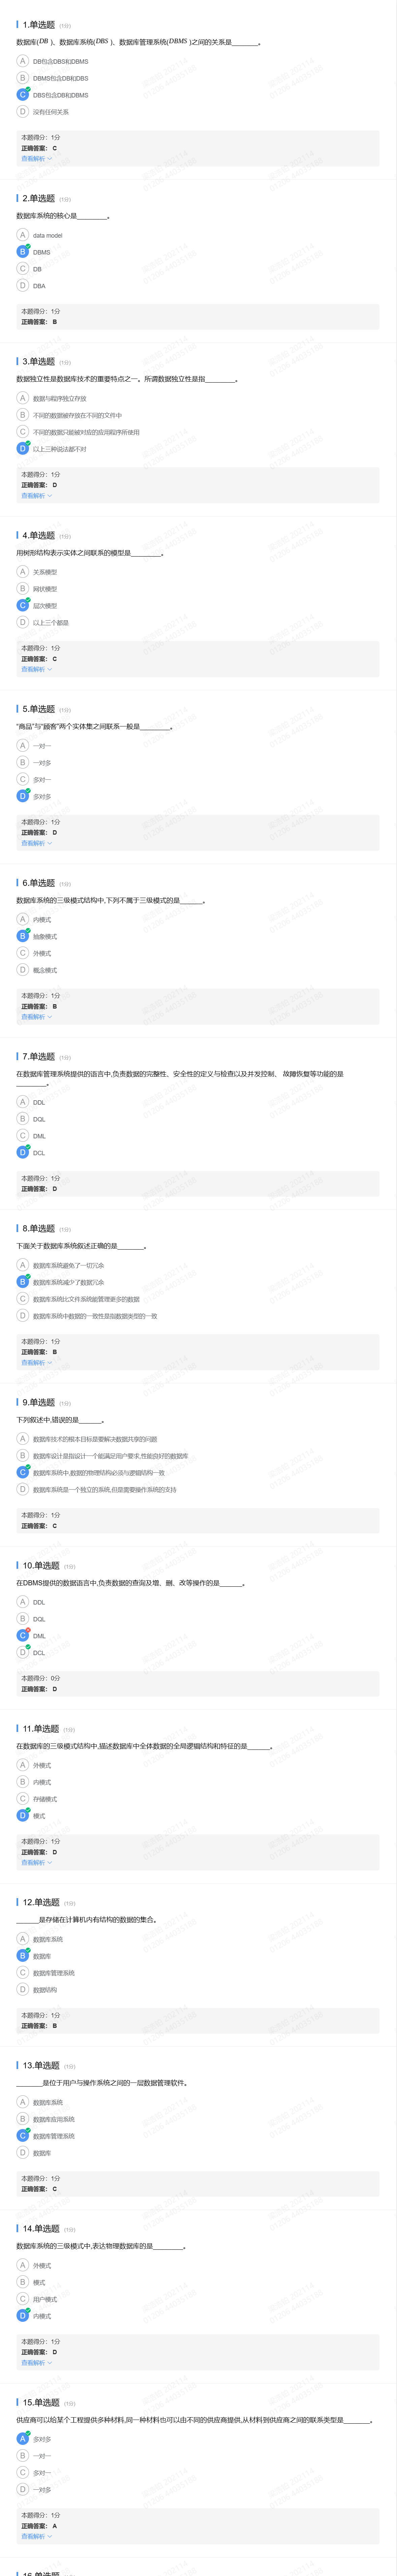 1.单选题 (1分)
数据库(DB )、数据库系统(DBS )、数据库管理系统(DBMS )之间的关系是________。
A DB包含DBS和DBMS
B DBMS包含DB和DBS
C DBS包含DB和DBMS
D 没有任何关系
本题得分：1分
正确答案： C
查看解析
2.单选题 (1分)
数据库系统的核心是________。
A data model
B DBMS
C DB
D DBA
本题得分：1分
正确答案： B
3.单选题 (1分)
数据独立性是数据库技术的重要特点之一。所谓数据独立性是指________。
A 数据与程序独立存放
B 不同的数据被存放在不同的文件中
C 不同的数据只能被对应的应用程序所使用
D 以上三种说法都不对
本题得分：1分
正确答案： D
查看解析
4.单选题 (1分)
用树形结构表示实体之间联系的模型是________。
A 关系模型
B 网状模型
C 层次模型
D 以上三个都是
本题得分：1分
正确答案： C
查看解析
5.单选题 (1分)
“商品”与“顾客”两个实体集之间联系一般是________。
A 一对一
B 一对多
C 多对一
D 多对多
本题得分：1分
正确答案： D
查看解析
6.单选题 (1分)
数据库系统的三级模式结构中,下列不属于三级模式的是______。
A 内模式
B 抽象模式
C 外模式
D 概念模式
本题得分：1分
正确答案： B
查看解析
7.单选题 (1分)
在数据库管理系统提供的语言中,负责数据的完整性、安全性的定义与检查以及并发控制、 故障恢复等功能的是
________。
A DDL
B DQL
C DML
D DCL
本题得分：1分
正确答案： D
8.单选题 (1分)
下面关于数据库系统叙述正确的是_______。
A 数据库系统避免了一切冗余
B 数据库系统减少了数据冗余
C 数据库系统比文件系统能管理更多的数据
D 数据库系统中数据的一致性是指数据类型的一致
本题得分：1分
正确答案： B
查看解析
9.单选题 (1分)
下列叙述中,错误的是______。
A 数据库技术的根本目标是要解决数据共享的问题
B 数据库设计是指设计一个能满足用户要求,性能良好的数据库
C 数据库系统中,数据的物理结构必须与逻辑结构一致
D 数据库系统是一个独立的系统,但是需要操作系统的支持
本题得分：1分
正确答案： C
10.单选题 (1分)
在DBMS提供的数据语言中,负责数据的查询及增、删、改等操作的是______。
A DDL
B DQL
C DML
D DCL
本题得分：0分
正确答案： D
11.单选题 (1分)
在数据库的三级模式结构中,描述数据库中全体数据的全局逻辑结构和特征的是______。
A 外模式
B 内模式
C 存储模式
D 模式
本题得分：1分
正确答案： D
查看解析
12.单选题 (1分)
______是存储在计算机内有结构的数据的集合。
A 数据库系统
B 数据库
C 数据库管理系统
D 数据结构
本题得分：1分
正确答案： B
13.单选题 (1分)
_______是位于用户与操作系统之间的一层数据管理软件。
A 数据库系统
B 数据库应用系统
C 数据库管理系统
D 数据库
本题得分：1分
正确答案： C
14.单选题 (1分)
数据库系统的三级模式中,表达物理数据库的是________。
A 外模式
B 模式
C 用户模式
D 内模式
本题得分：1分
正确答案： D
查看解析
15.单选题 (1分)
供应商可以给某个工程提供多种材料,同一种材料也可以由不同的供应商提供,从材料到供应商之间的联系类型是_______。
A 多对多
B 一对一
C 多对一
D 一对多
本题得分：1分
正确答案： A
查看解析